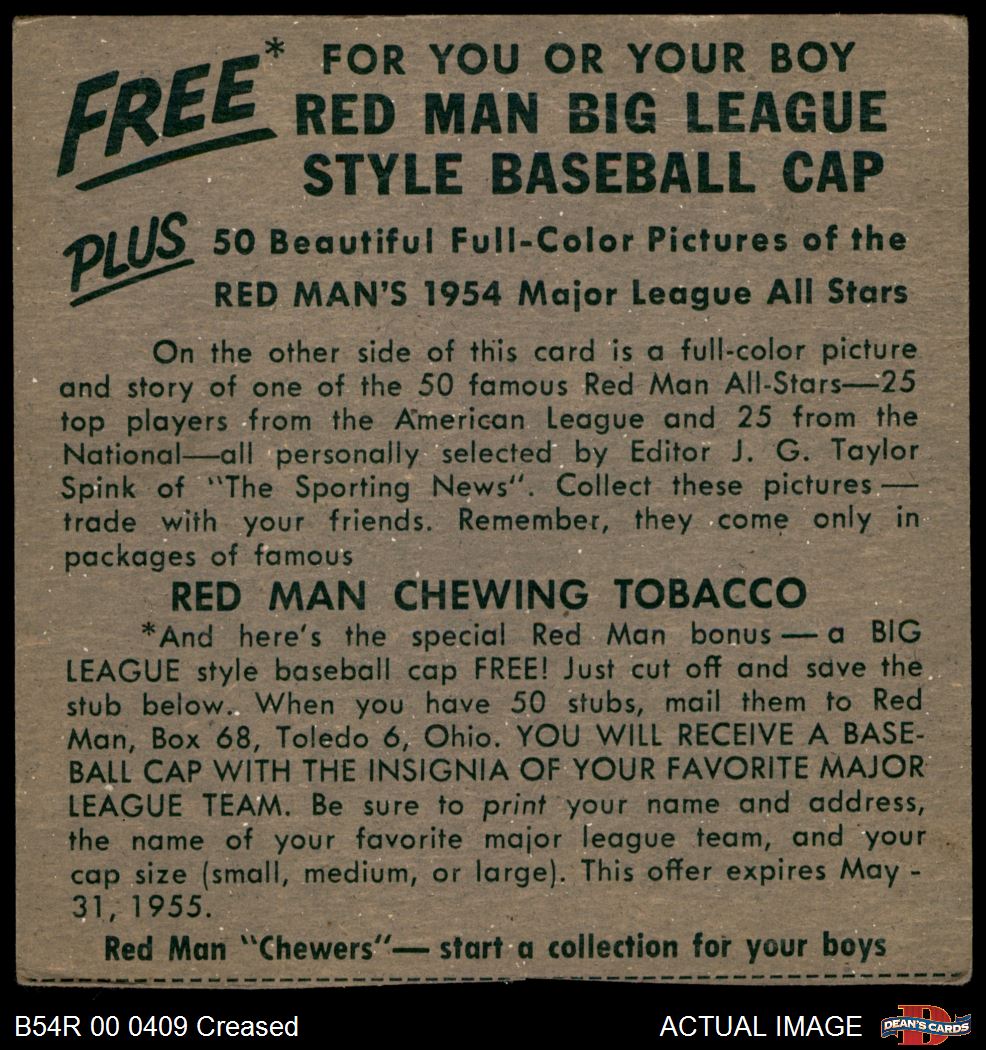 FREE* FOR YOU OR YOUR BOY
RED MAN BIG LEAGUE
STYLE BASEBALL CAP
PLUS 50 Beautiful Full-Color Pictures of the
RED MAN'S 1954 Major League All Stars
On the other side of this card is a full-color picture
and story of one of the 50 famous Red Man All-Stars—25
top players from the American League and 25 from the
National—all personally selected by Editor J. G. Taylor
Spink of "The Sporting News". Collect these pictures—
trade with your friends. Remember, they come only in
packages of famous
RED MAN CHEWING TOBACCO
*And here's the special Red Man bonus—a BIG
LEAGUE style baseball cap FREE! Just cut off and save the
stub below. When you have 50 stubs, mail them to Red
Man, Box 68, Toledo 6, Ohio. YOU WILL RECEIVE A BASE-
BALL CAP WITH THE INSIGNIA OF YOUR FAVORITE MAJOR
LEAGUE TEAM. Be sure to print your name and address,
the name of your favorite major league team, and your
cap size (small, medium, or large). This offer expires May -
31, 1955.
Red Man "Chewers"—start a collection for your boys
B54R 00 0409 Creased ACTUAL IMAGE D DEAN'S CARDS